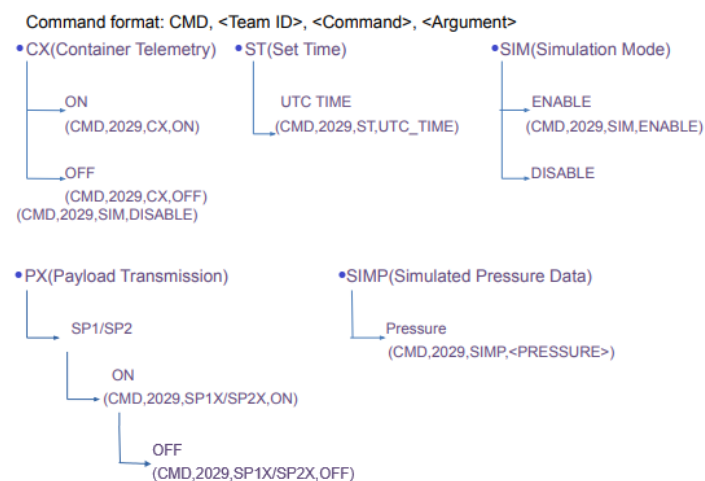 Command format: CMD, <Team ID>, <Command>, <Argument>
•CX(Container Telemetry) •ST(Set Time) •SIM(Simulation Mode)
ON UTC TIME ENABLE
(CMD,2029,CX,ON) (CMD,2029,ST,UTC_TIME) (CMD,2029,SIM,ENABLE)
OFF DISABLE
(CMD,2029,CX,OFF)
(CMD,2029,SIM,DISABLE)
•PX(Payload Transmission) •SIMP(Simulated Pressure Data)
SP1/SP2 Pressure
(CMD,2029,SIMP,<PRESSURE>)
ON
(CMD,2029,SP1X/SP2X,ON)
OFF
(CMD,2029,SP1X/SP2X,OFF)